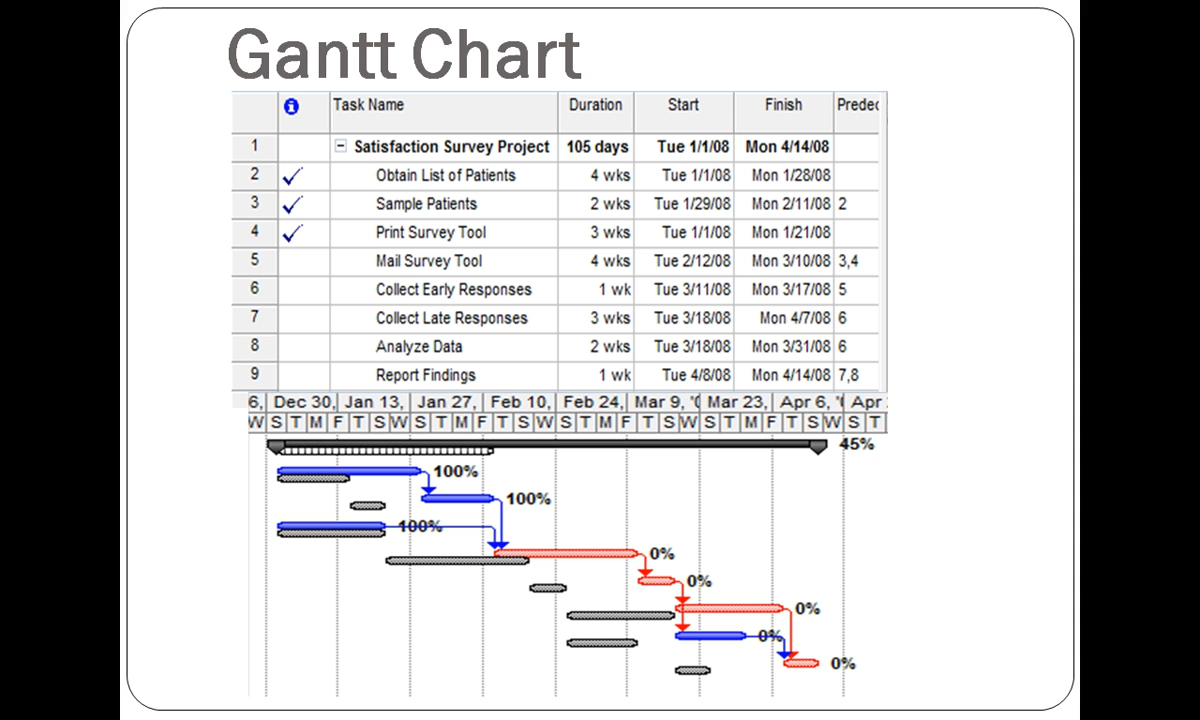 Gantt Chart
Task Name Duration Start Finish Predec
1 Satisfaction Survey Project 105 days Tue 1/1/08 Mon 4/14/08
2 Obtain List of Patients 4 wks Tue 1/1/08 Mon 1/28/08
3 Sample Patients 2 wks Tue 1/29/08 Mon 2/11/08 2
4 Print Survey Tool 3 wks Tue 1/1/08 Mon 1/21/08
5 Mail Survey Tool 4 wks Tue 2/12/08 Mon 3/10/08 3,4
6 Collect Early Responses 1 wk Tue 3/11/08 Mon 3/17/08 5
7 Collect Late Responses 3 wks Tue 3/18/08 Mon 4/7/08 6
8 Analyze Data 2 wks Tue 3/18/08 Mon 3/31/08 6
9 Report Findings 1 wk Tue 4/8/08 Mon 4/14/08 7,8
6, Dec 30, Jan 13, Jan 27, Feb 10, Feb 24, Mar 9, '0 Mar 23, Apr 6, '0 Apr
W S T M F T S W S T M F T S W S T M F T S W S T M F T S W S T
45%
100%
100%
100%
0%
0%
0%
0%
0%